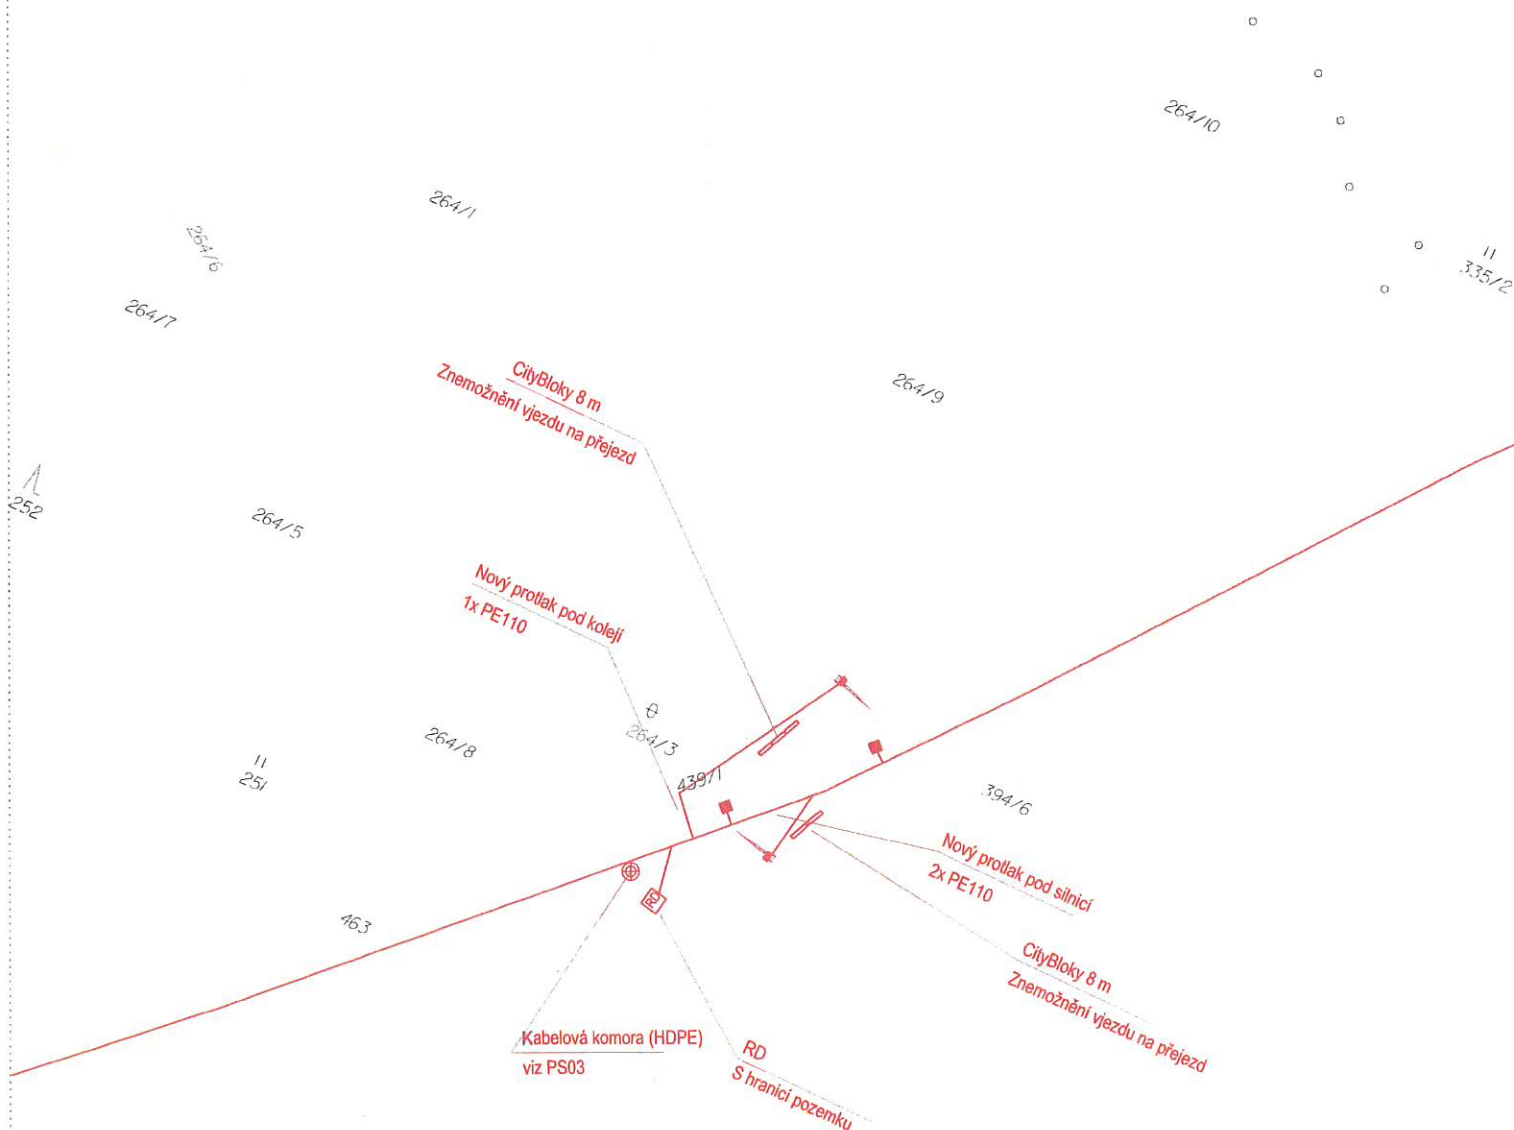 264/10
264/1
264/6
335/2
264/7
CityBloky 8 m
Znemožnění vjezdu na přejezd
264/9
252
264/5
Nový protlak pod kolejí
1x PE110
264/3
264/8
251
439/1
394/6
Nový protlak pod silnicí
2x PE110
RD
463
CityBloky 8 m
Znemožnění vjezdu na přejezd
Kabelová komora (HDPE)
viz PS03
RD
S hranicí pozemku